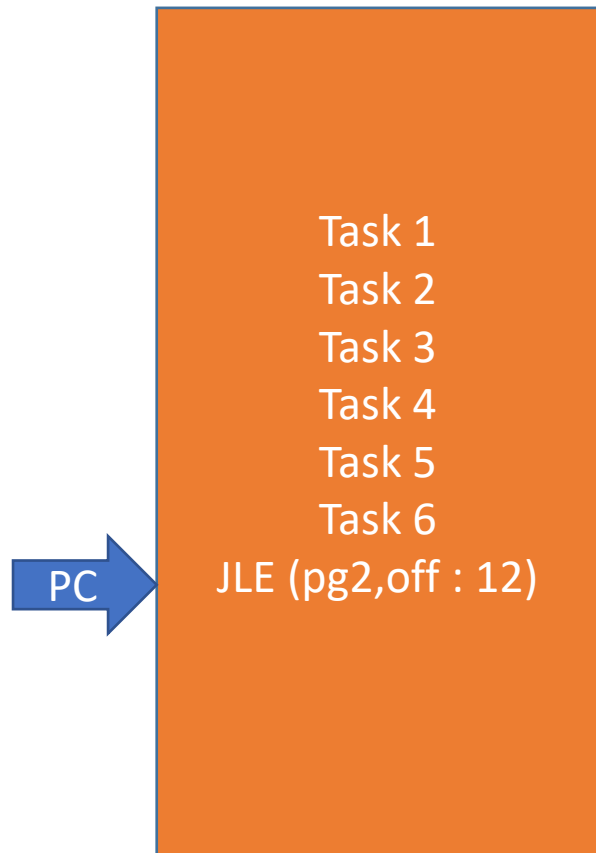 Task 1
Task 2
Task 3
Task 4
Task 5
Task 6
PC
JLE (pg2,off : 12)